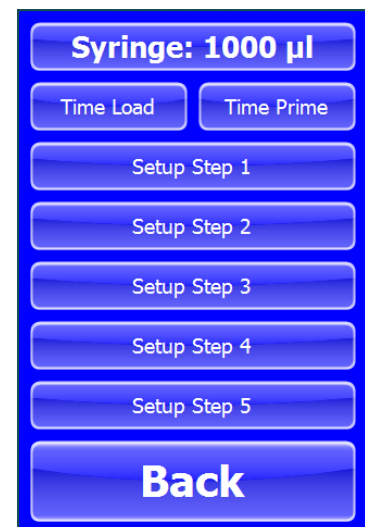 Syringe: 1000 µl
Time Load Time Prime
Setup Step 1
Setup Step 2
Setup Step 3
Setup Step 4
Setup Step 5
Back